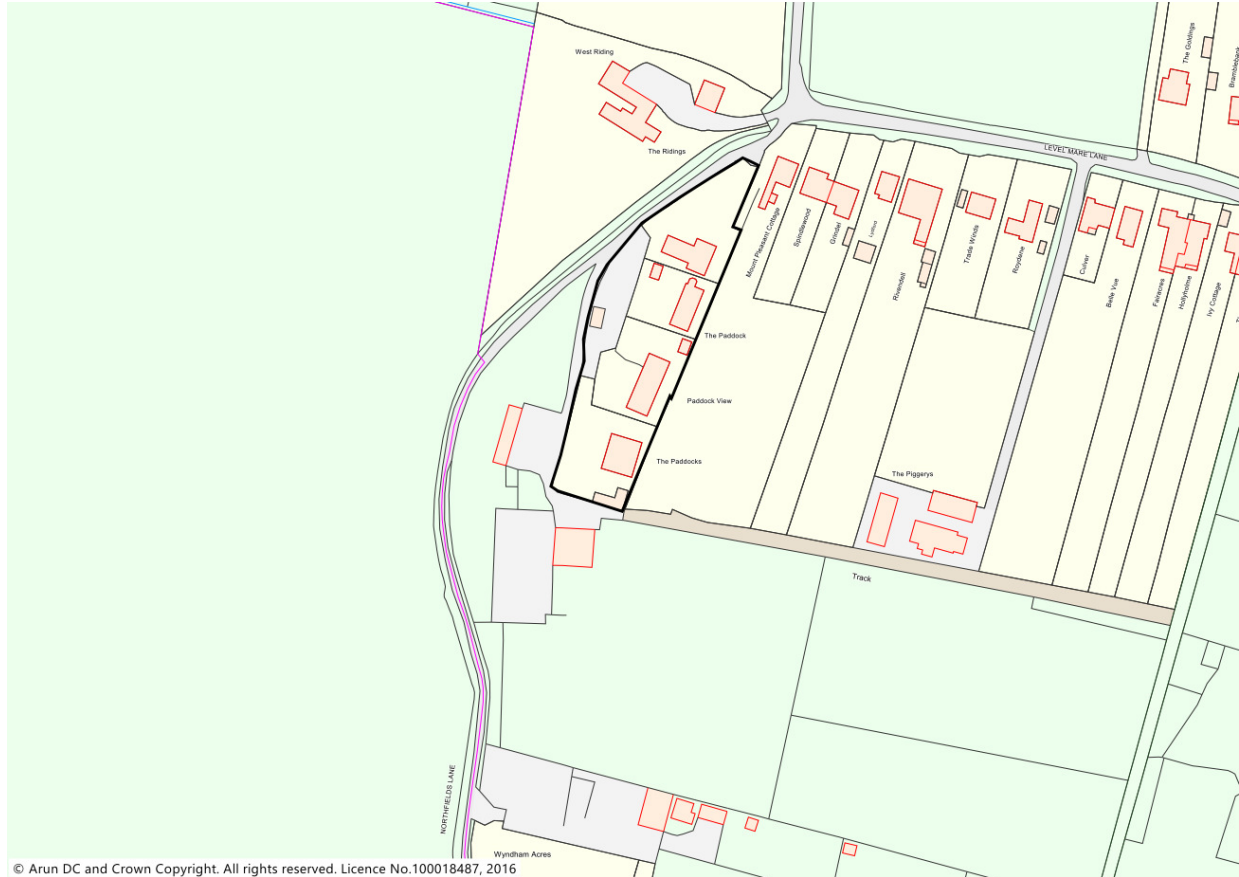 West Riding
The Ridings
The Goldings
Brambleback
LEVEL MARE LANE
Mount Pleasant Cottage
Spindlewood
Grindel
Lydford
Rivendell
Trade Winds
Roydene
Culver
Belle Vue
Fairacres
Hollyholme
Ivy Cottage
The Paddock
Paddock View
The Paddocks
The Piggerys
Track
NORTHFIELDS LANE
Wyndham Acres
© Arun DC and Crown Copyright. All rights reserved. Licence No.100018487, 2016